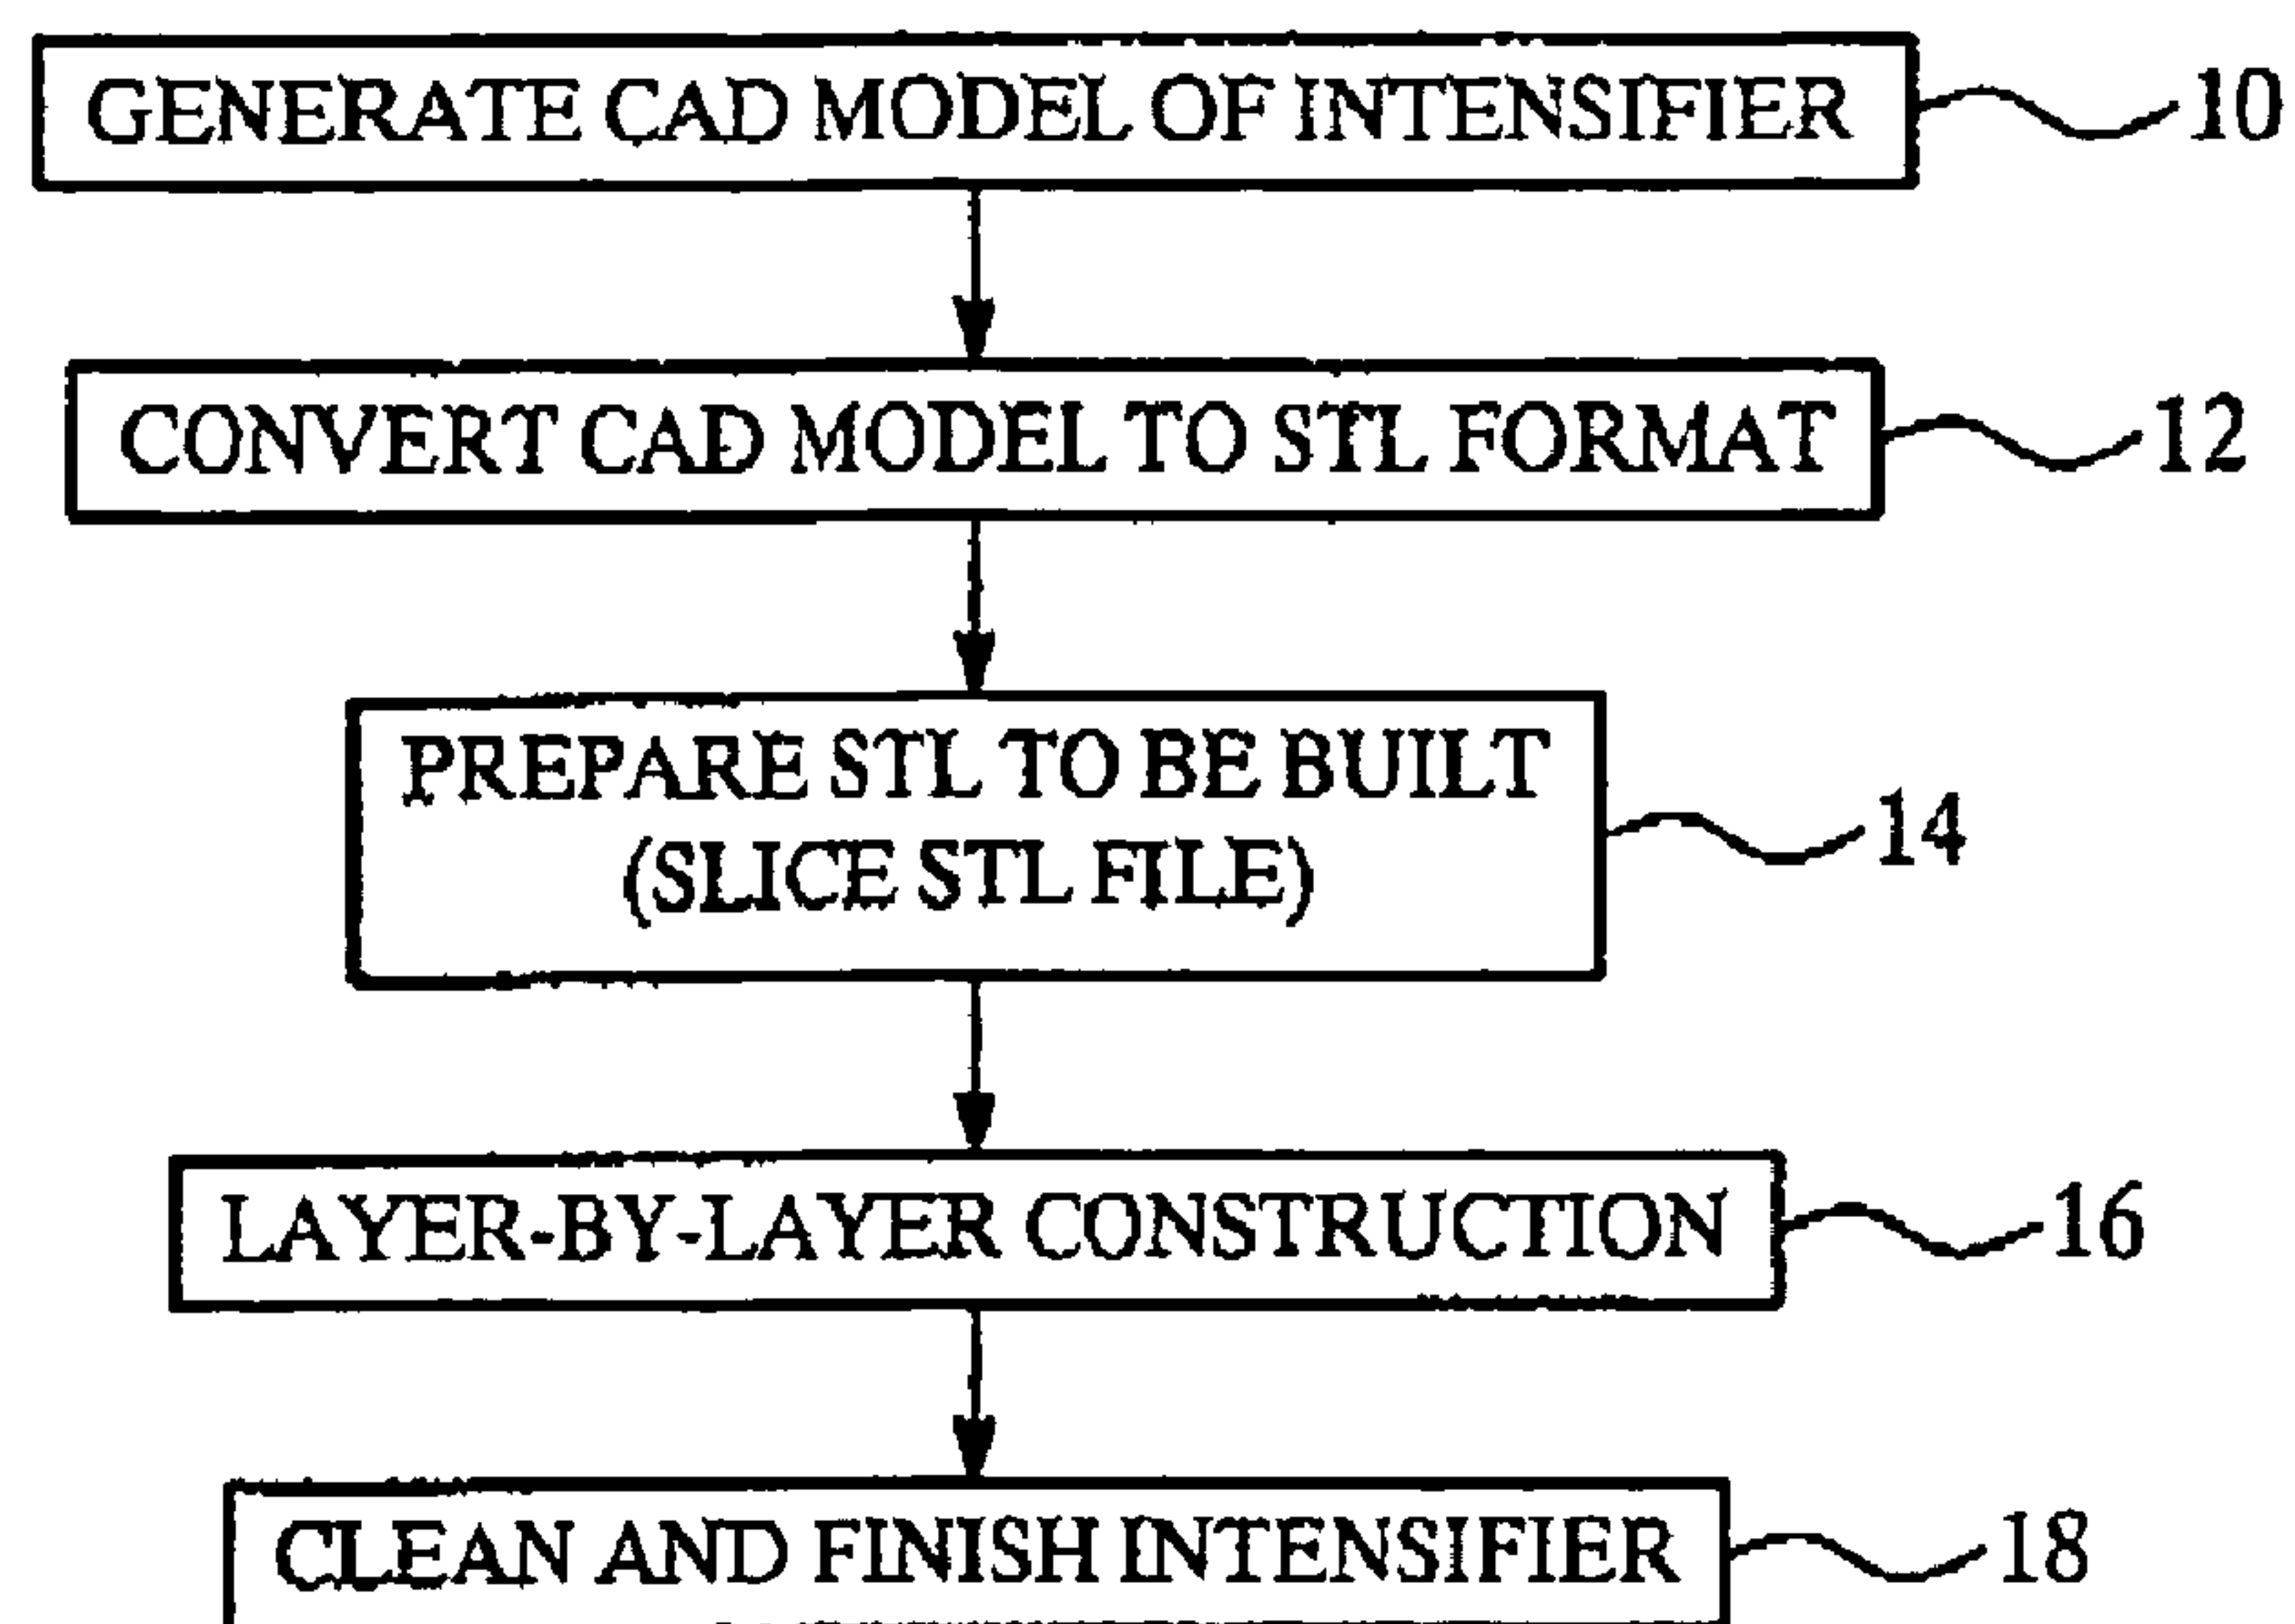 GENERATE CAD MODEL OF INTENSIFIER
10
CONVERT CAD MODEL TO STL FORMAT
12
PREPARE STL TO BE BUILT
(SLICE STL FILE)
14
LAYER-BY-LAYER CONSTRUCTION
16
CLEAN AND FINISH INTENSIFIER
18